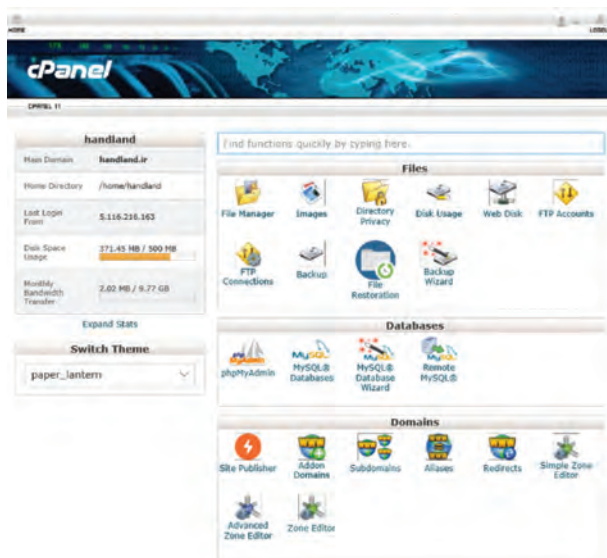 HOME
cPanel
CPANEL 11
handland
Main Domain handland.ir
Home Directory /home/handland
Last Login From 5.116.216.163
Disk Space Usage 371.45 MB / 500 MB
Monthly Bandwidth Transfer 2.02 MB / 9.77 GB
Expand Stats
Switch Theme
paper_lantern
Find functions quickly by typing here.
Files
File Manager
Images
Directory Privacy
Disk Usage
Web Disk
FTP Accounts
FTP Connections
Backup
File Restoration
Backup Wizard
Databases
phpMyAdmin
MySQL® Databases
MySQL® Database Wizard
Remote MySQL®
Domains
Site Publisher
Addon Domains
Subdomains
Aliases
Redirects
Simple Zone Editor
Advanced Zone Editor
Zone Editor